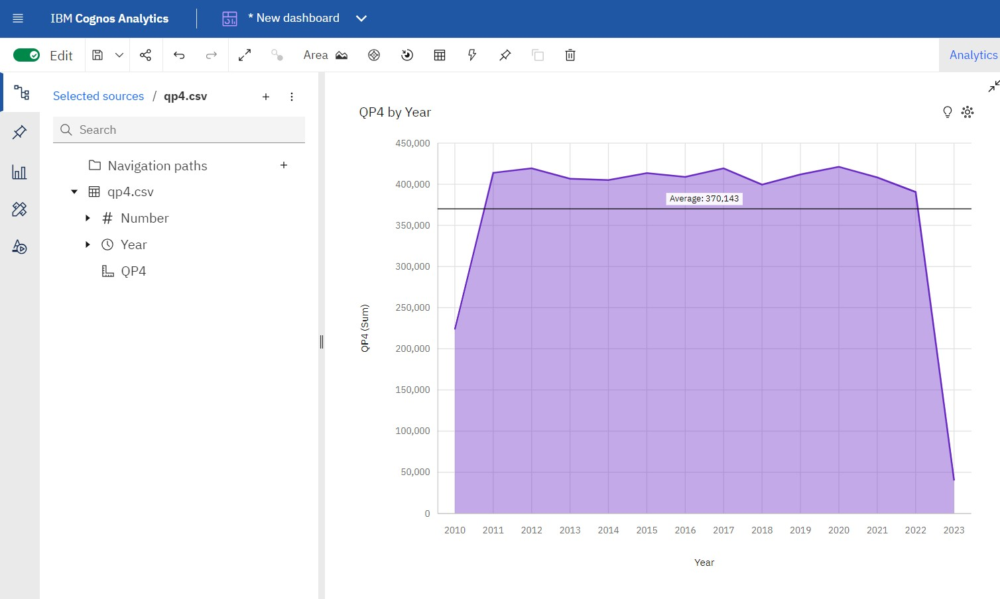 IBM Cognos Analytics
* New dashboard
Edit
Area
Analytics
Selected sources / qp4.csv
Search
Navigation paths
qp4.csv
Number
Year
QP4
QP4 by Year
450,000
400,000
350,000
300,000
250,000
200,000
150,000
100,000
50,000
0
QP4 (Sum)
Average: 370,143
2010 2011 2012 2013 2014 2015 2016 2017 2018 2019 2020 2021 2022 2023
Year